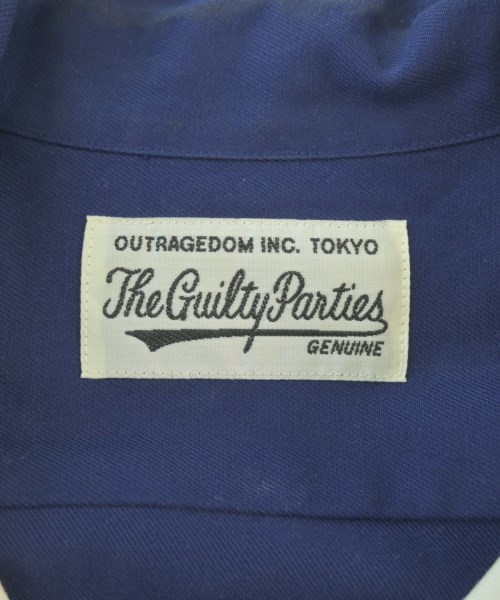 OUTRAGEDOM INC. TOKYO
The Guilty Parties
GENUINE